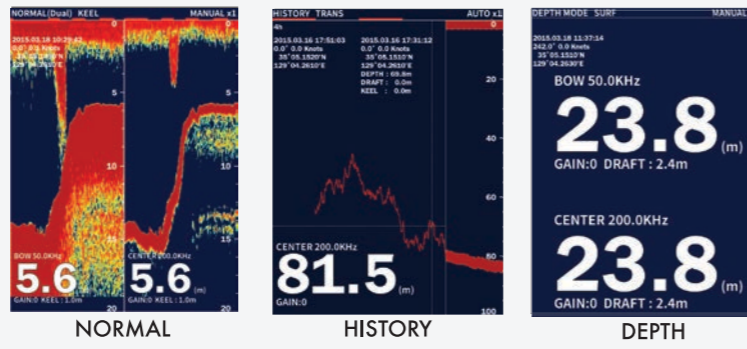 NORMAL(Dual) KEEL MANUAL x1
0
2015.03.18 10:29:42
0.0° 0.0 Knots
5
10
15
20
BOW 50.0KHz
5.6
GAIN:0 KEEL:1.0m
0
5
10
15
20
CENTER 200.0KHz
5.6 (m)
GAIN:0 KEEL:1.0m
NORMAL
HISTORY TRANS AUTO x1
4h
2015.03.16 17:51:03
0.0° 0.0 Knots
35°05.1520'N
129°04.2610'E
2015.03.16 17:31:12
0.0° 0.0 Knots
35°05.1510'N
129°04.2610'E
DEPTH : 69.8m
DRAFT : 0.0m
KEEL : 0.0m
0
20
40
60
80
100
CENTER 200.0KHz
81.5 (m)
GAIN:0
HISTORY
DEPTH MODE SURF MANUAL
2015.03.18 11:37:14
242.0° 0.0 Knots
35°05.1510'N
129°04.2630'E
BOW 50.0KHz
23.8 (m)
GAIN:0 DRAFT : 2.4m
CENTER 200.0KHz
23.8 (m)
GAIN:0 DRAFT : 2.4m
DEPTH